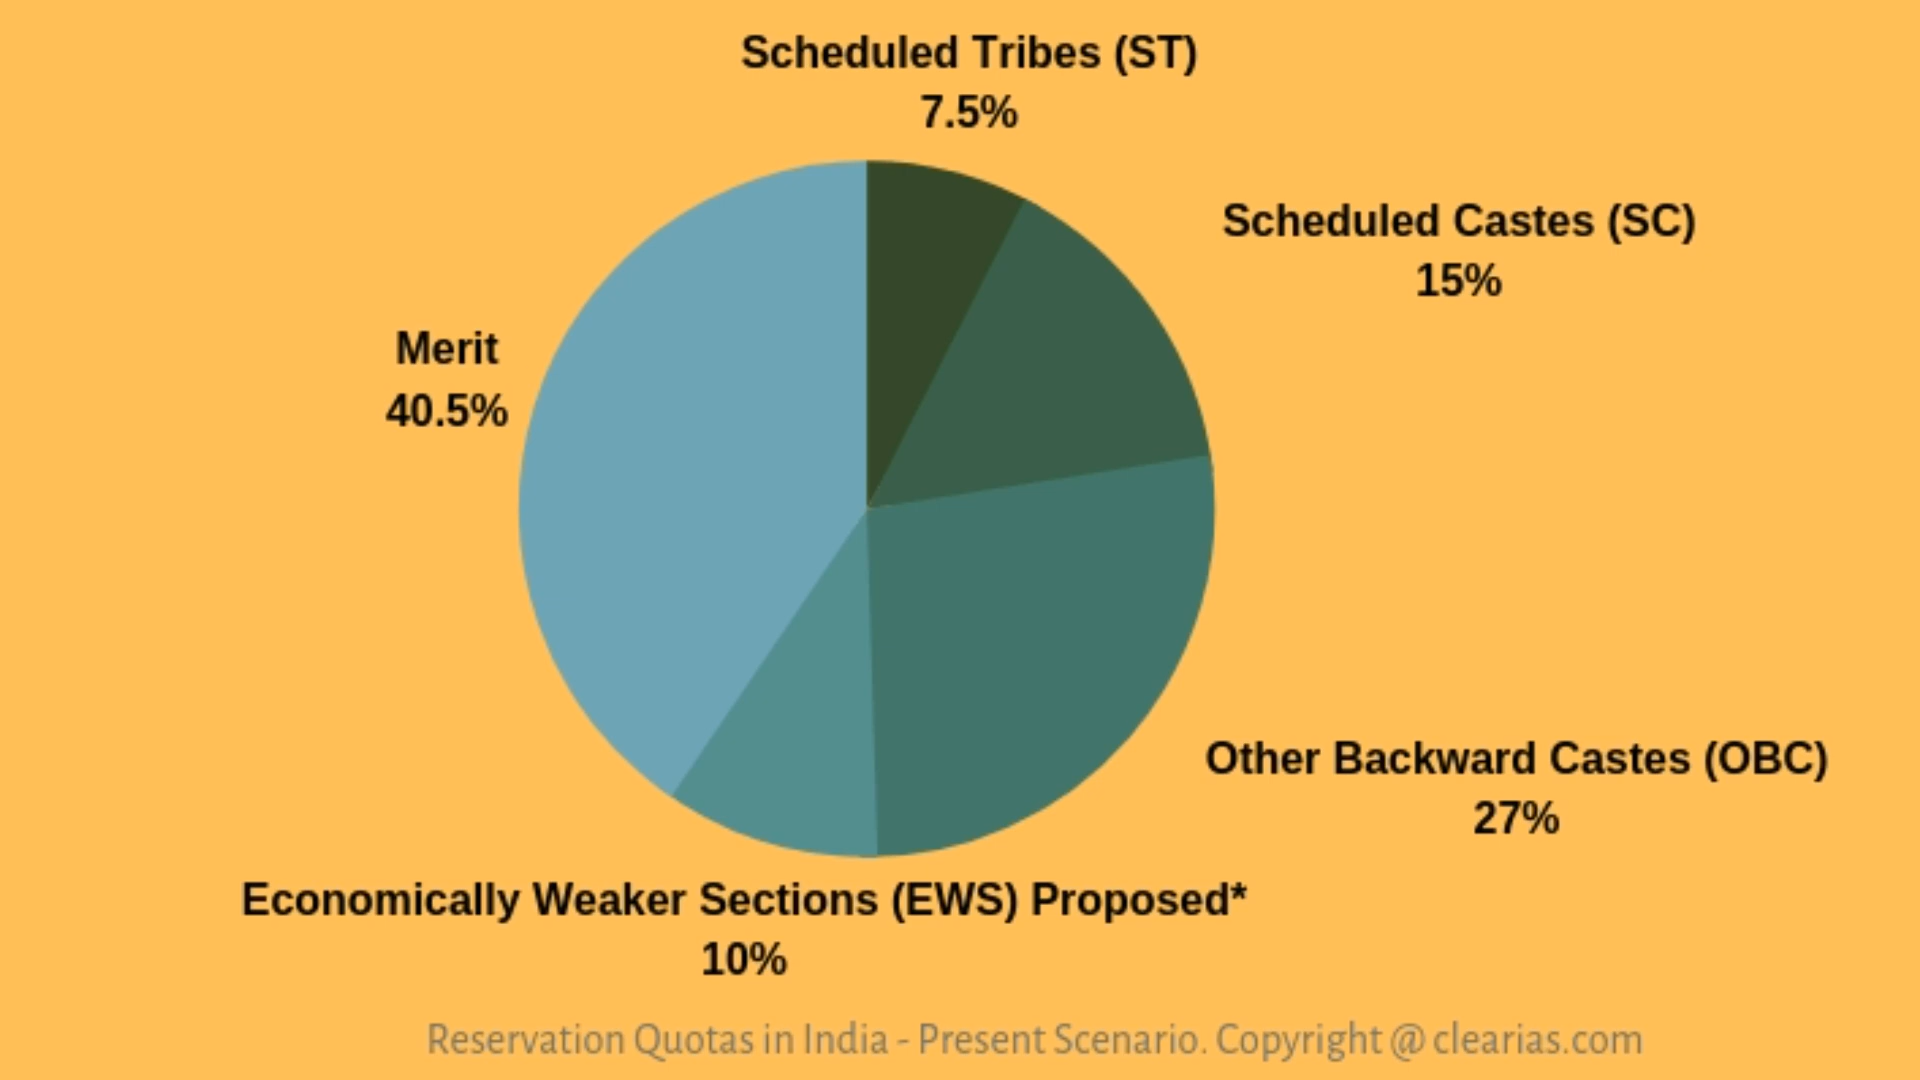 Scheduled Tribes (ST)
7.5%
Scheduled Castes (SC)
15%
Merit
40.5%
Other Backward Castes (OBC)
27%
Economically Weaker Sections (EWS) Proposed*
10%
Reservation Quotas in India - Present Scenario. Copyright @ clearias.com